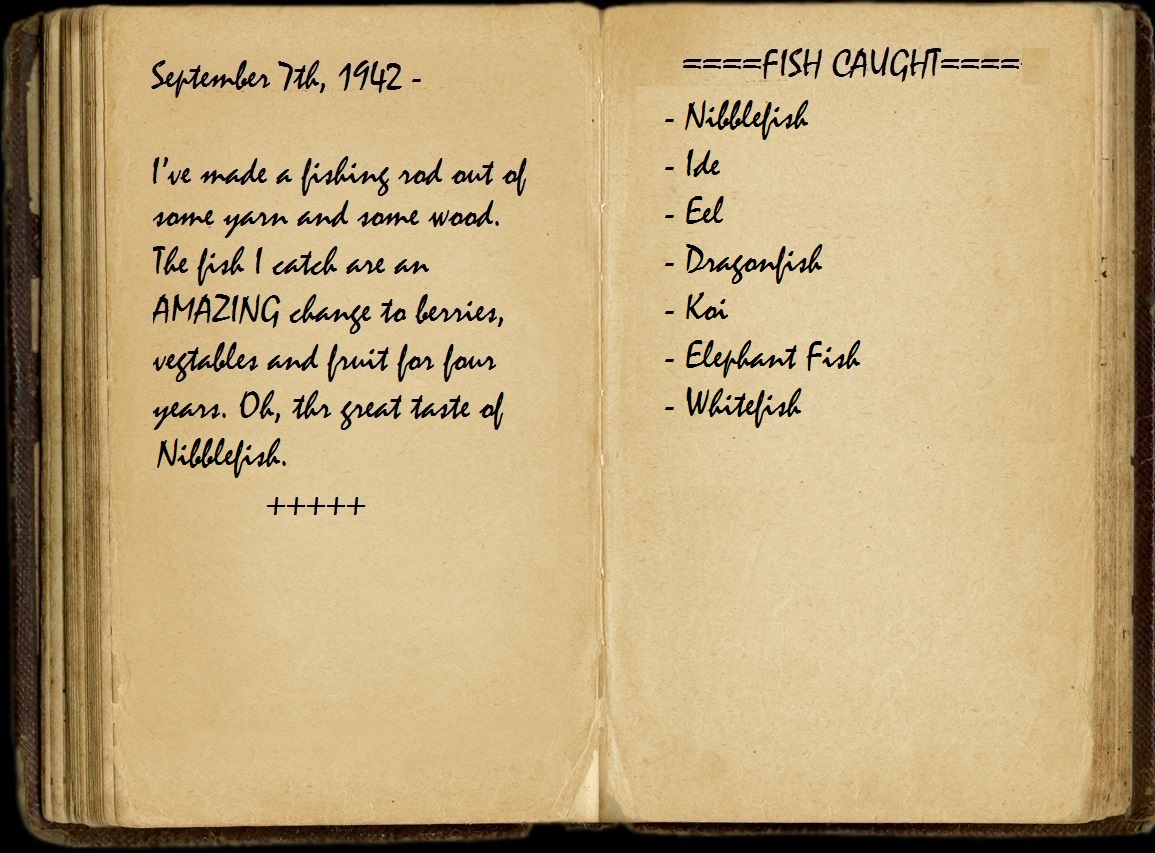 September 7th, 1942 -
I've made a fishing rod out of
some yarn and some wood.
The fish I catch are an
AMAZING change to berries,
vegtables and fruit for four
years. Oh, thr great taste of
Nibblefish.
+++++
====FISH CAUGHT====
- Nibblefish
- Ide
- Eel
- Dragonfish
- Koi
- Elephant Fish
- Whitefish